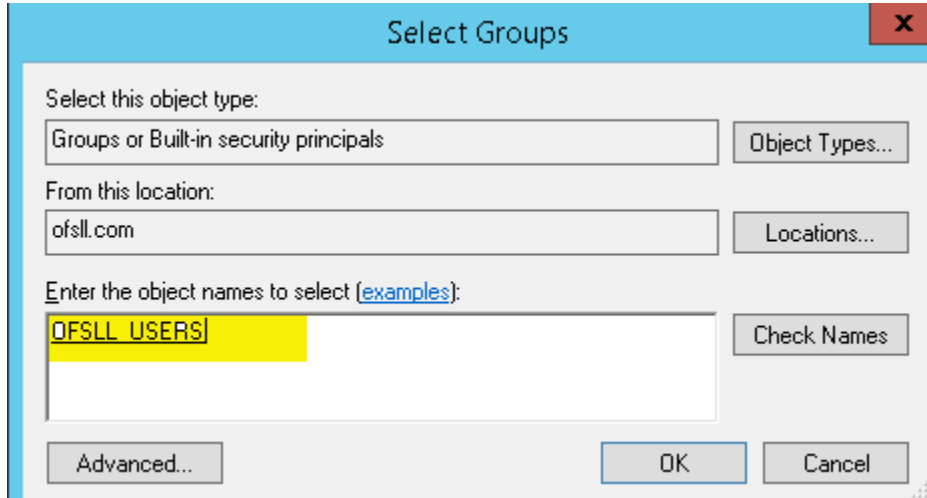 Select Groups
x
Select this object type:
Groups or Built-in security principals
Object Types...
From this location:
ofsll.com
Locations...
Enter the object names to select (examples):
OFSLL_USERS
Check Names
Advanced...
OK
Cancel